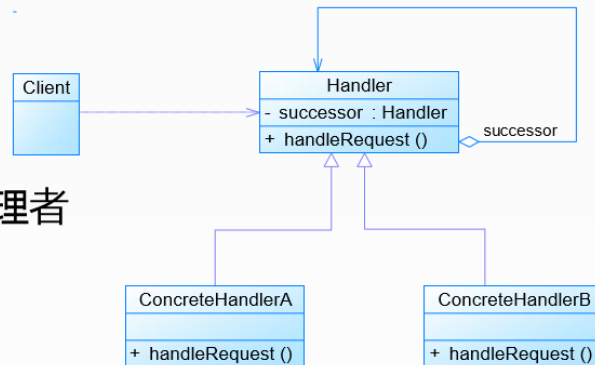 Client
Handler
- successor : Handler
+ handleRequest ()
successor
理者
ConcreteHandlerA
+ handleRequest ()
ConcreteHandlerB
+ handleRequest ()